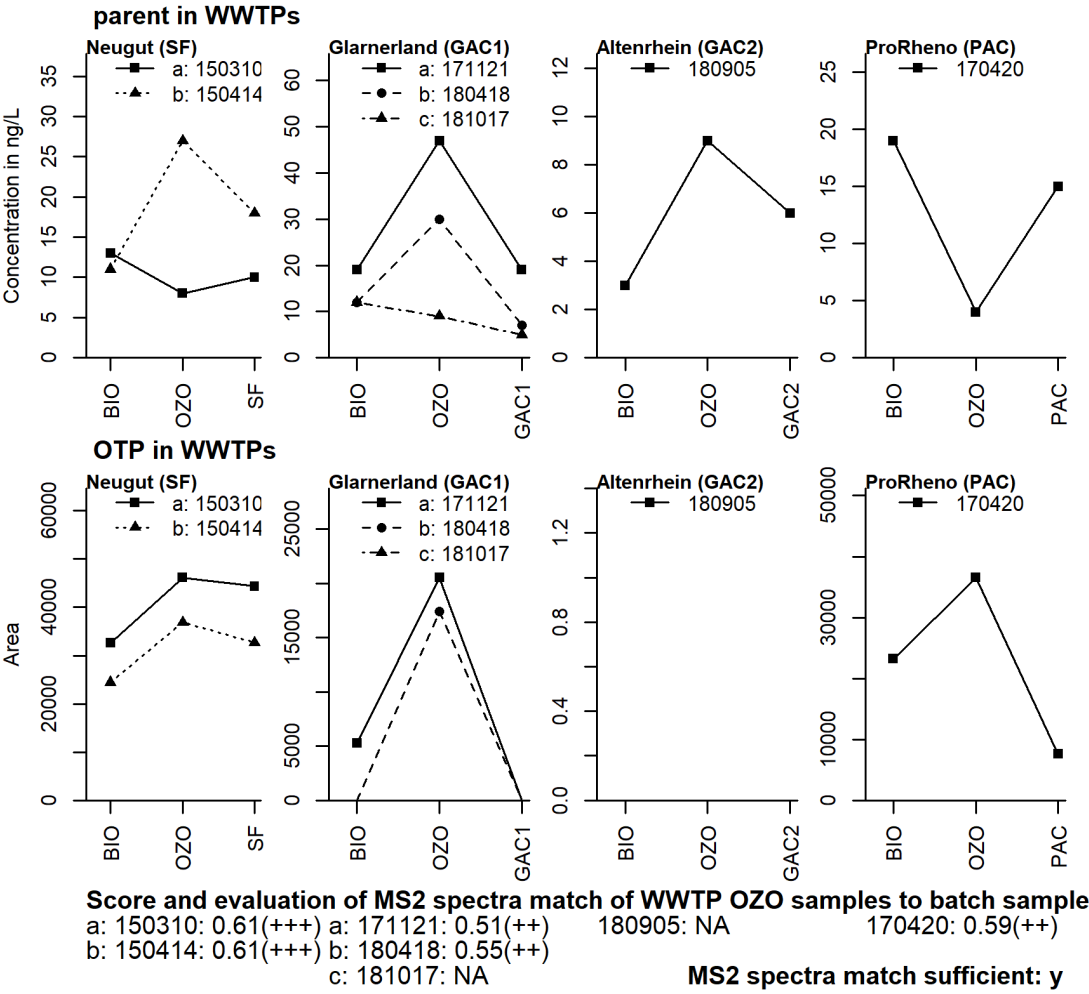 parent in WWTPs
Neugut (SF)
a: 150310
b: 150414
Concentration in ng/L
0
5
10
15
20
25
30
35
BIO
OZO
SF
Glarnerland (GAC1)
a: 171121
b: 180418
c: 181017
0
10
20
30
40
50
60
BIO
OZO
GAC1
Altenrhein (GAC2)
180905
0
2
4
6
8
10
12
BIO
OZO
GAC2
ProRheno (PAC)
170420
0
5
10
15
20
25
BIO
OZO
PAC
OTP in WWTPs
Neugut (SF)
a: 150310
b: 150414
Area
0
20000
40000
60000
BIO
OZO
SF
Glarnerland (GAC1)
a: 171121
b: 180418
c: 181017
0
5000
15000
25000
BIO
OZO
GAC1
Altenrhein (GAC2)
180905
0.0
0.4
0.8
1.2
BIO
OZO
GAC2
ProRheno (PAC)
170420
0
10000
30000
50000
BIO
OZO
PAC
Score and evaluation of MS2 spectra match of WWTP OZO samples to batch sample
a: 150310: 0.61(+++) a: 171121: 0.51(++) 180905: NA 170420: 0.59(++)
b: 150414: 0.61(+++) b: 180418: 0.55(++)
c: 181017: NA MS2 spectra match sufficient: y